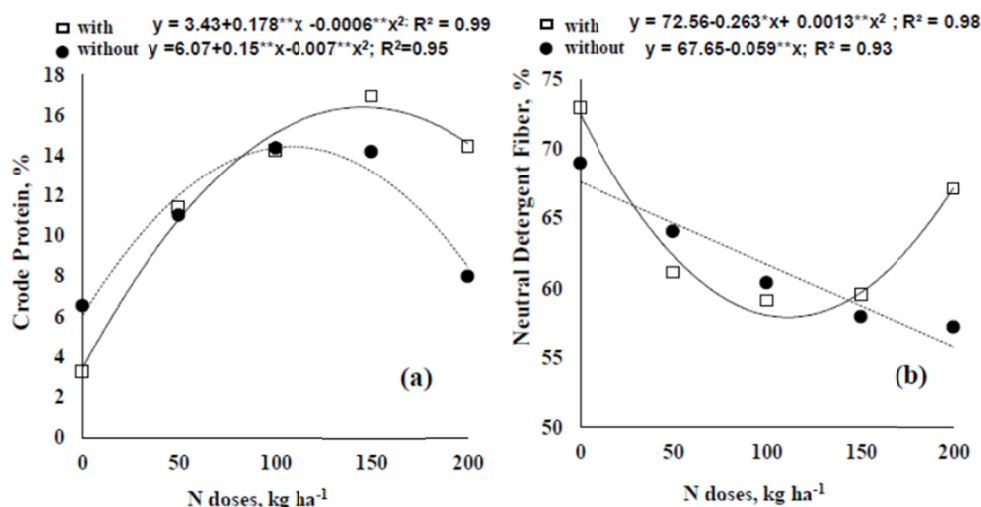 with y = 3.43+0.178**x -0.0006**x²; R² = 0.99
without y =6.07+0.15**x-0.007**x²; R²=0.95
18
16
14
12
10
8
6
4
2
0
Crode Protein, %
(a)
0 50 100 150 200
N doses, kg ha⁻¹
with y = 72.56-0.263*x+ 0.0013**x² ; R² = 0.98
without y = 67.65-0.059**x; R² = 0.93
75
70
65
60
55
50
Neutral Detergent Fiber, %
(b)
0 50 100 150 200
N doses, kg ha⁻¹